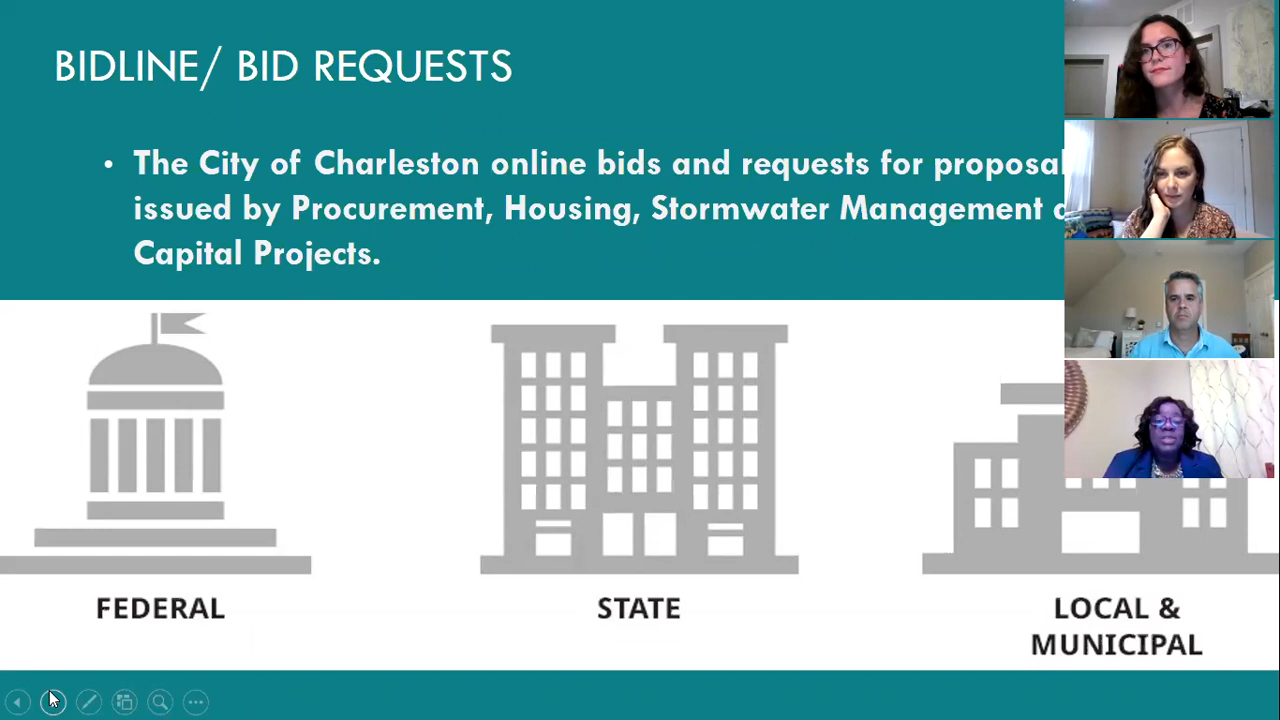 BIDLINE/ BID REQUESTS
• The City of Charleston online bids and requests for proposal
issued by Procurement, Housing, Stormwater Management
Capital Projects.
FEDERAL
STATE
LOCAL &
MUNICIPAL